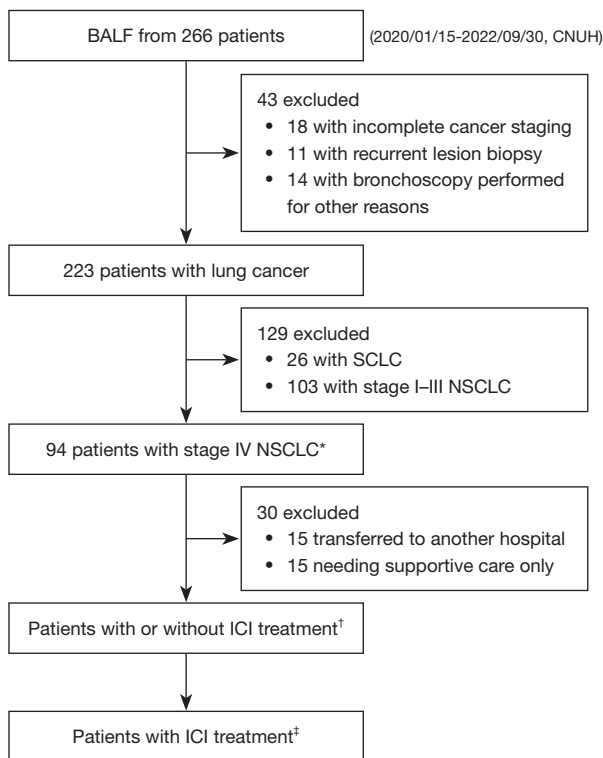 BALF from 266 patients
(2020/01/15-2022/09/30, CNUH)
43 excluded
• 18 with incomplete cancer staging
• 11 with recurrent lesion biopsy
• 14 with bronchoscopy performed
for other reasons
223 patients with lung cancer
129 excluded
• 26 with SCLC
• 103 with stage I–III NSCLC
94 patients with stage IV NSCLC*
30 excluded
• 15 transferred to another hospital
• 15 needing supportive care only
Patients with or without ICI treatment†
Patients with ICI treatment‡